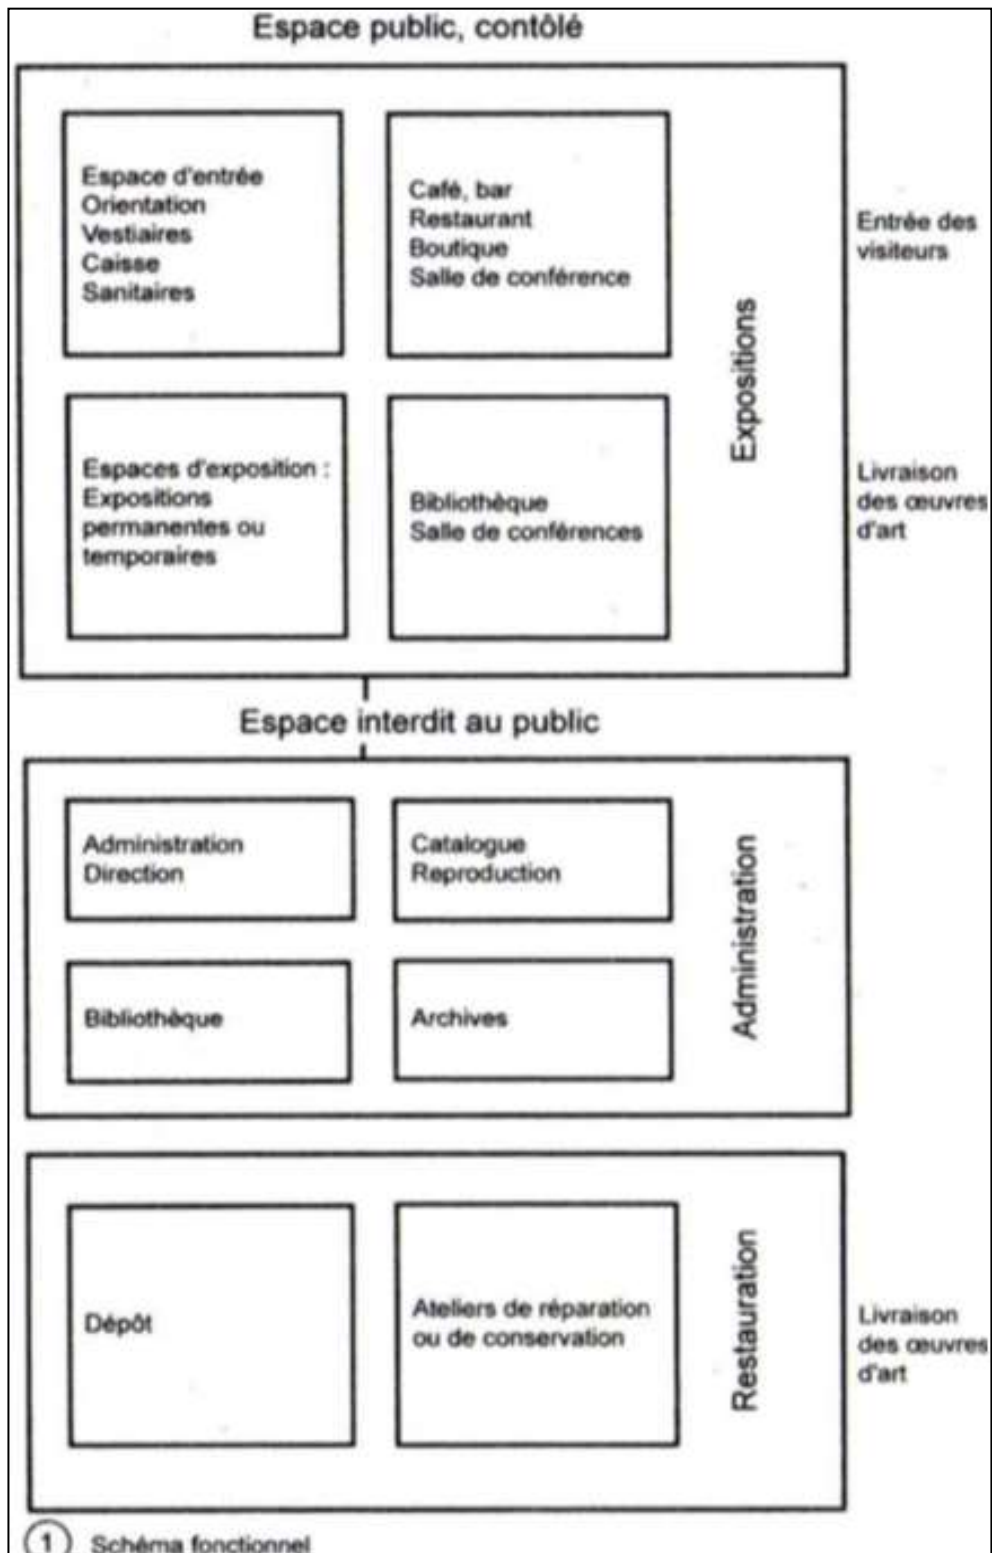 Espace public, contôlé
Espace d'entrée
Orientation
Vestiaires
Caisse
Sanitaires
Café, bar
Restaurant
Boutique
Salle de conférence
Expositions
Entrée des
visiteurs
Espaces d'exposition :
Expositions
permanentes ou
temporaires
Bibliothèque
Salle de conférences
Livraison
des œuvres
d'art
Espace interdit au public
Administration
Direction
Catalogue
Reproduction
Administration
Bibliothèque
Archives
Dépôt
Ateliers de réparation
ou de conservation
Restauration
Livraison
des œuvres
d'art
1 Schéma fonctionnel